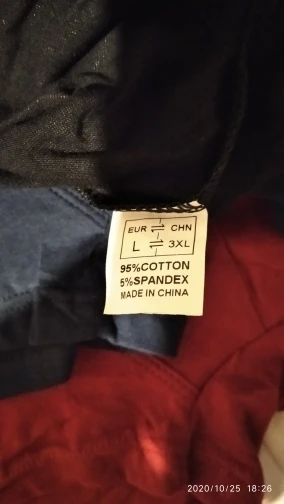 EUR ⇌ CHN
L ⇌ 3XL
95%COTTON
5%SPANDEX
MADE IN CHINA
2020/10/25 18:26